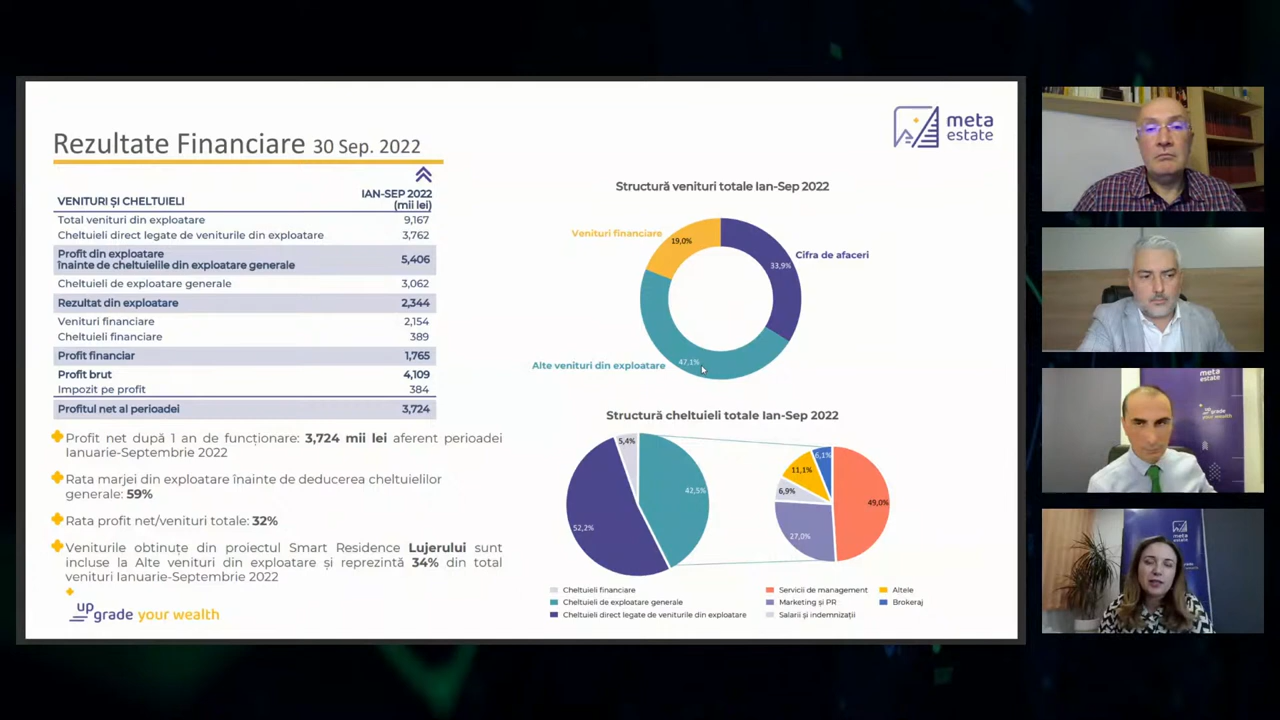 Rezultate Financiare 30 Sep. 2022
meta
estate
VENITURI ȘI CHELTUIELI
IAN-SEP 2022
(mii lei)
Total venituri din exploatare 9,167
Cheltuieli direct legate de veniturile din exploatare 3,762
Profit din exploatare
înainte de cheltuielile din exploatare generale 5,406
Cheltuieli de exploatare generale 3,062
Rezultat din exploatare 2,344
Venituri financiare 2,154
Cheltuieli financiare 389
Profit financiar 1,765
Profit brut 4,109
Impozit pe profit 384
Profitul net al perioadei 3,724
Profit net după 1 an de funcționare: 3,724 mii lei aferent perioadei
Ianuarie-Septembrie 2022
Rata marjei din exploatare înainte de deducerea cheltuielilor
generale: 59%
Rata profit net/venituri totale: 32%
Veniturile obtinuțe din proiectul Smart Residence Lujerului sunt
incluse la Alte venituri din exploatare și reprezintă 34% din total
venituri Ianuarie-Septembrie 2022
upgrade your wealth
Structură venituri totale Ian-Sep 2022
Venituri financiare
19,0%
Cifra de afaceri
33,9%
Alte venituri din exploatare
47,1%
Structură cheltuieli totale Ian-Sep 2022
5,4%
42,5%
52,2%
6,1%
11,1%
6,9%
49,0%
27,0%
Cheltuieli financiare
Cheltuieli de exploatare generale
Cheltuieli direct legate de veniturile din exploatare
Servicii de management
Marketing și PR
Salarii și indemnizații
Altele
Brokeraj
meta
estate
upgrade
your wealth
meta
estate